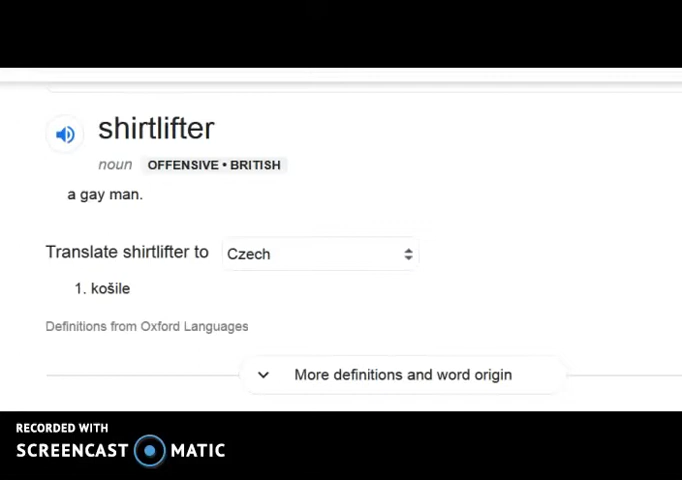 shirtlifter
noun OFFENSIVE • BRITISH
a gay man.
Translate shirtlifter to Czech
1. košile
Definitions from Oxford Languages
More definitions and word origin
RECORDED WITH
SCREENCAST MATIC